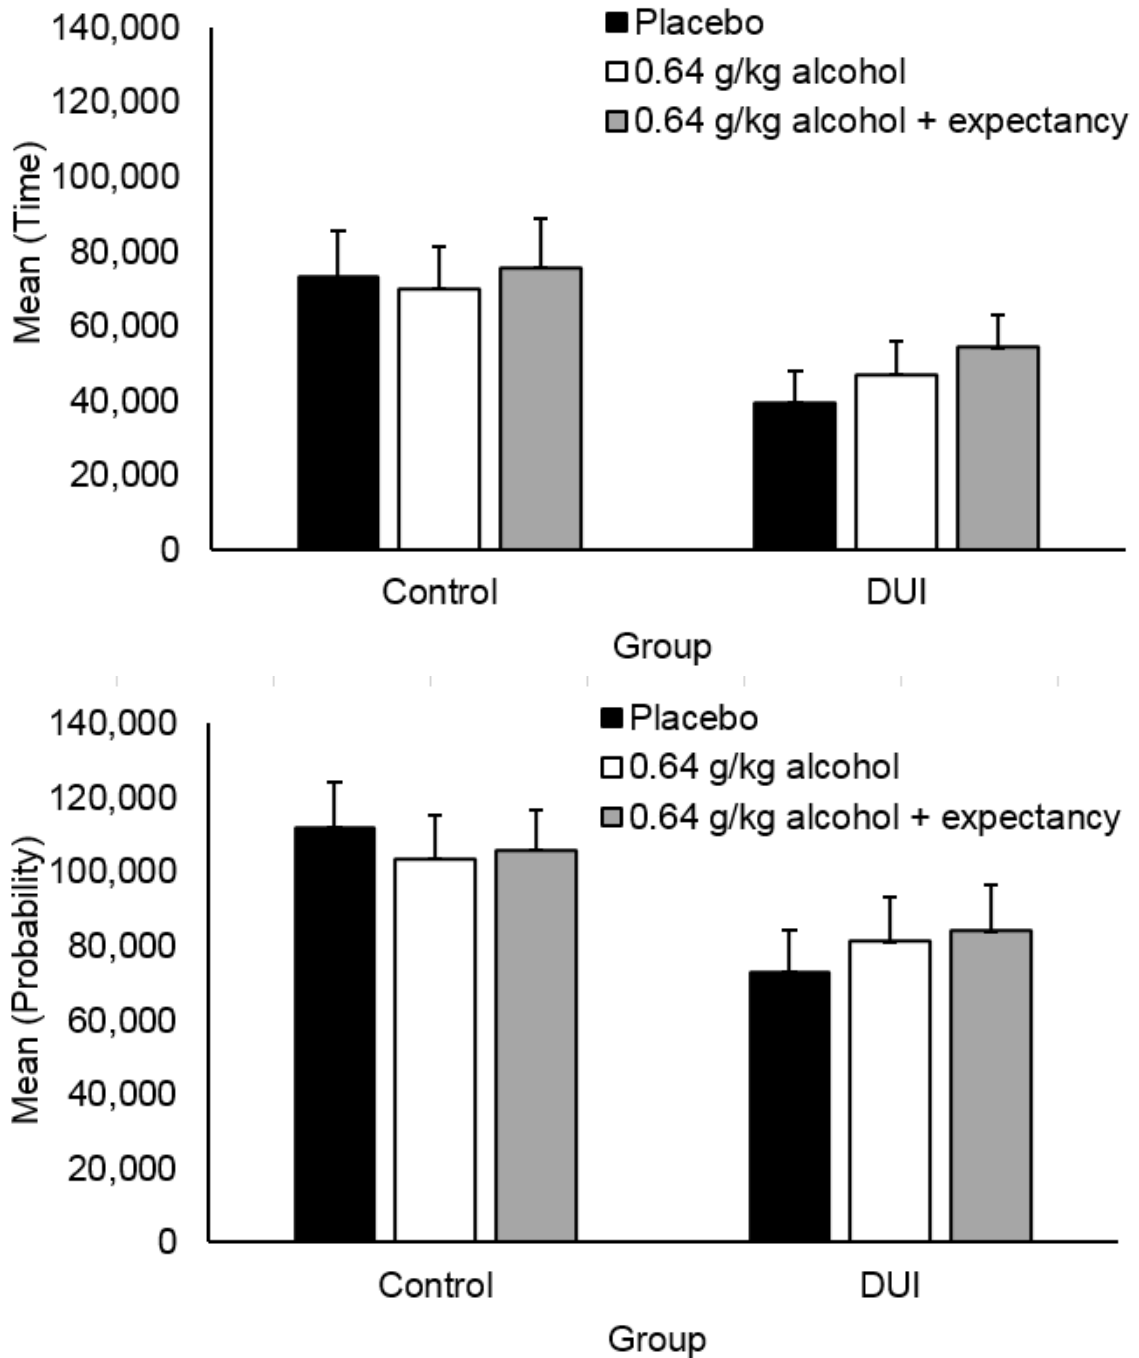 140,000
120,000
100,000
80,000
60,000
40,000
20,000
0
Mean (Time)
Placebo
0.64 g/kg alcohol
0.64 g/kg alcohol + expectancy
Control
DUI
Group
140,000
120,000
100,000
80,000
60,000
40,000
20,000
0
Mean (Probability)
Placebo
0.64 g/kg alcohol
0.64 g/kg alcohol + expectancy
Control
DUI
Group